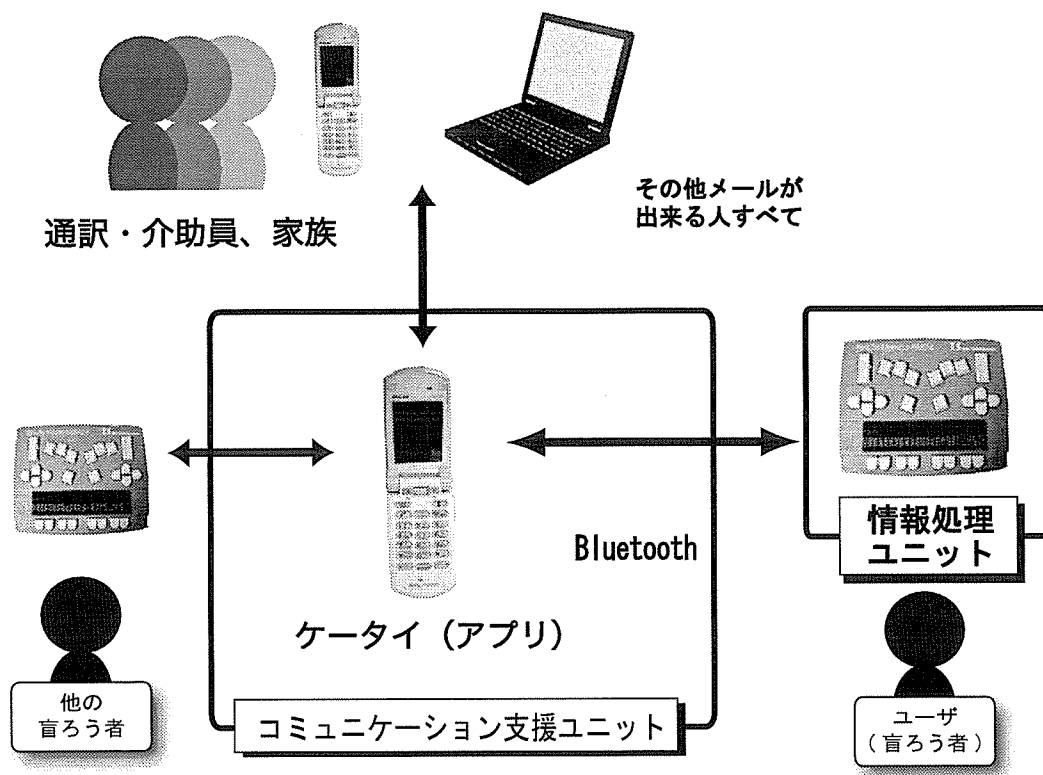 その他メールが
出来る人すべて
通訳・介助員、家族
情報処理
ユニット
Bluetooth
ケータイ（アプリ）
他の
盲ろう者
コミュニケーション支援ユニット
ユーザ
（盲ろう者）